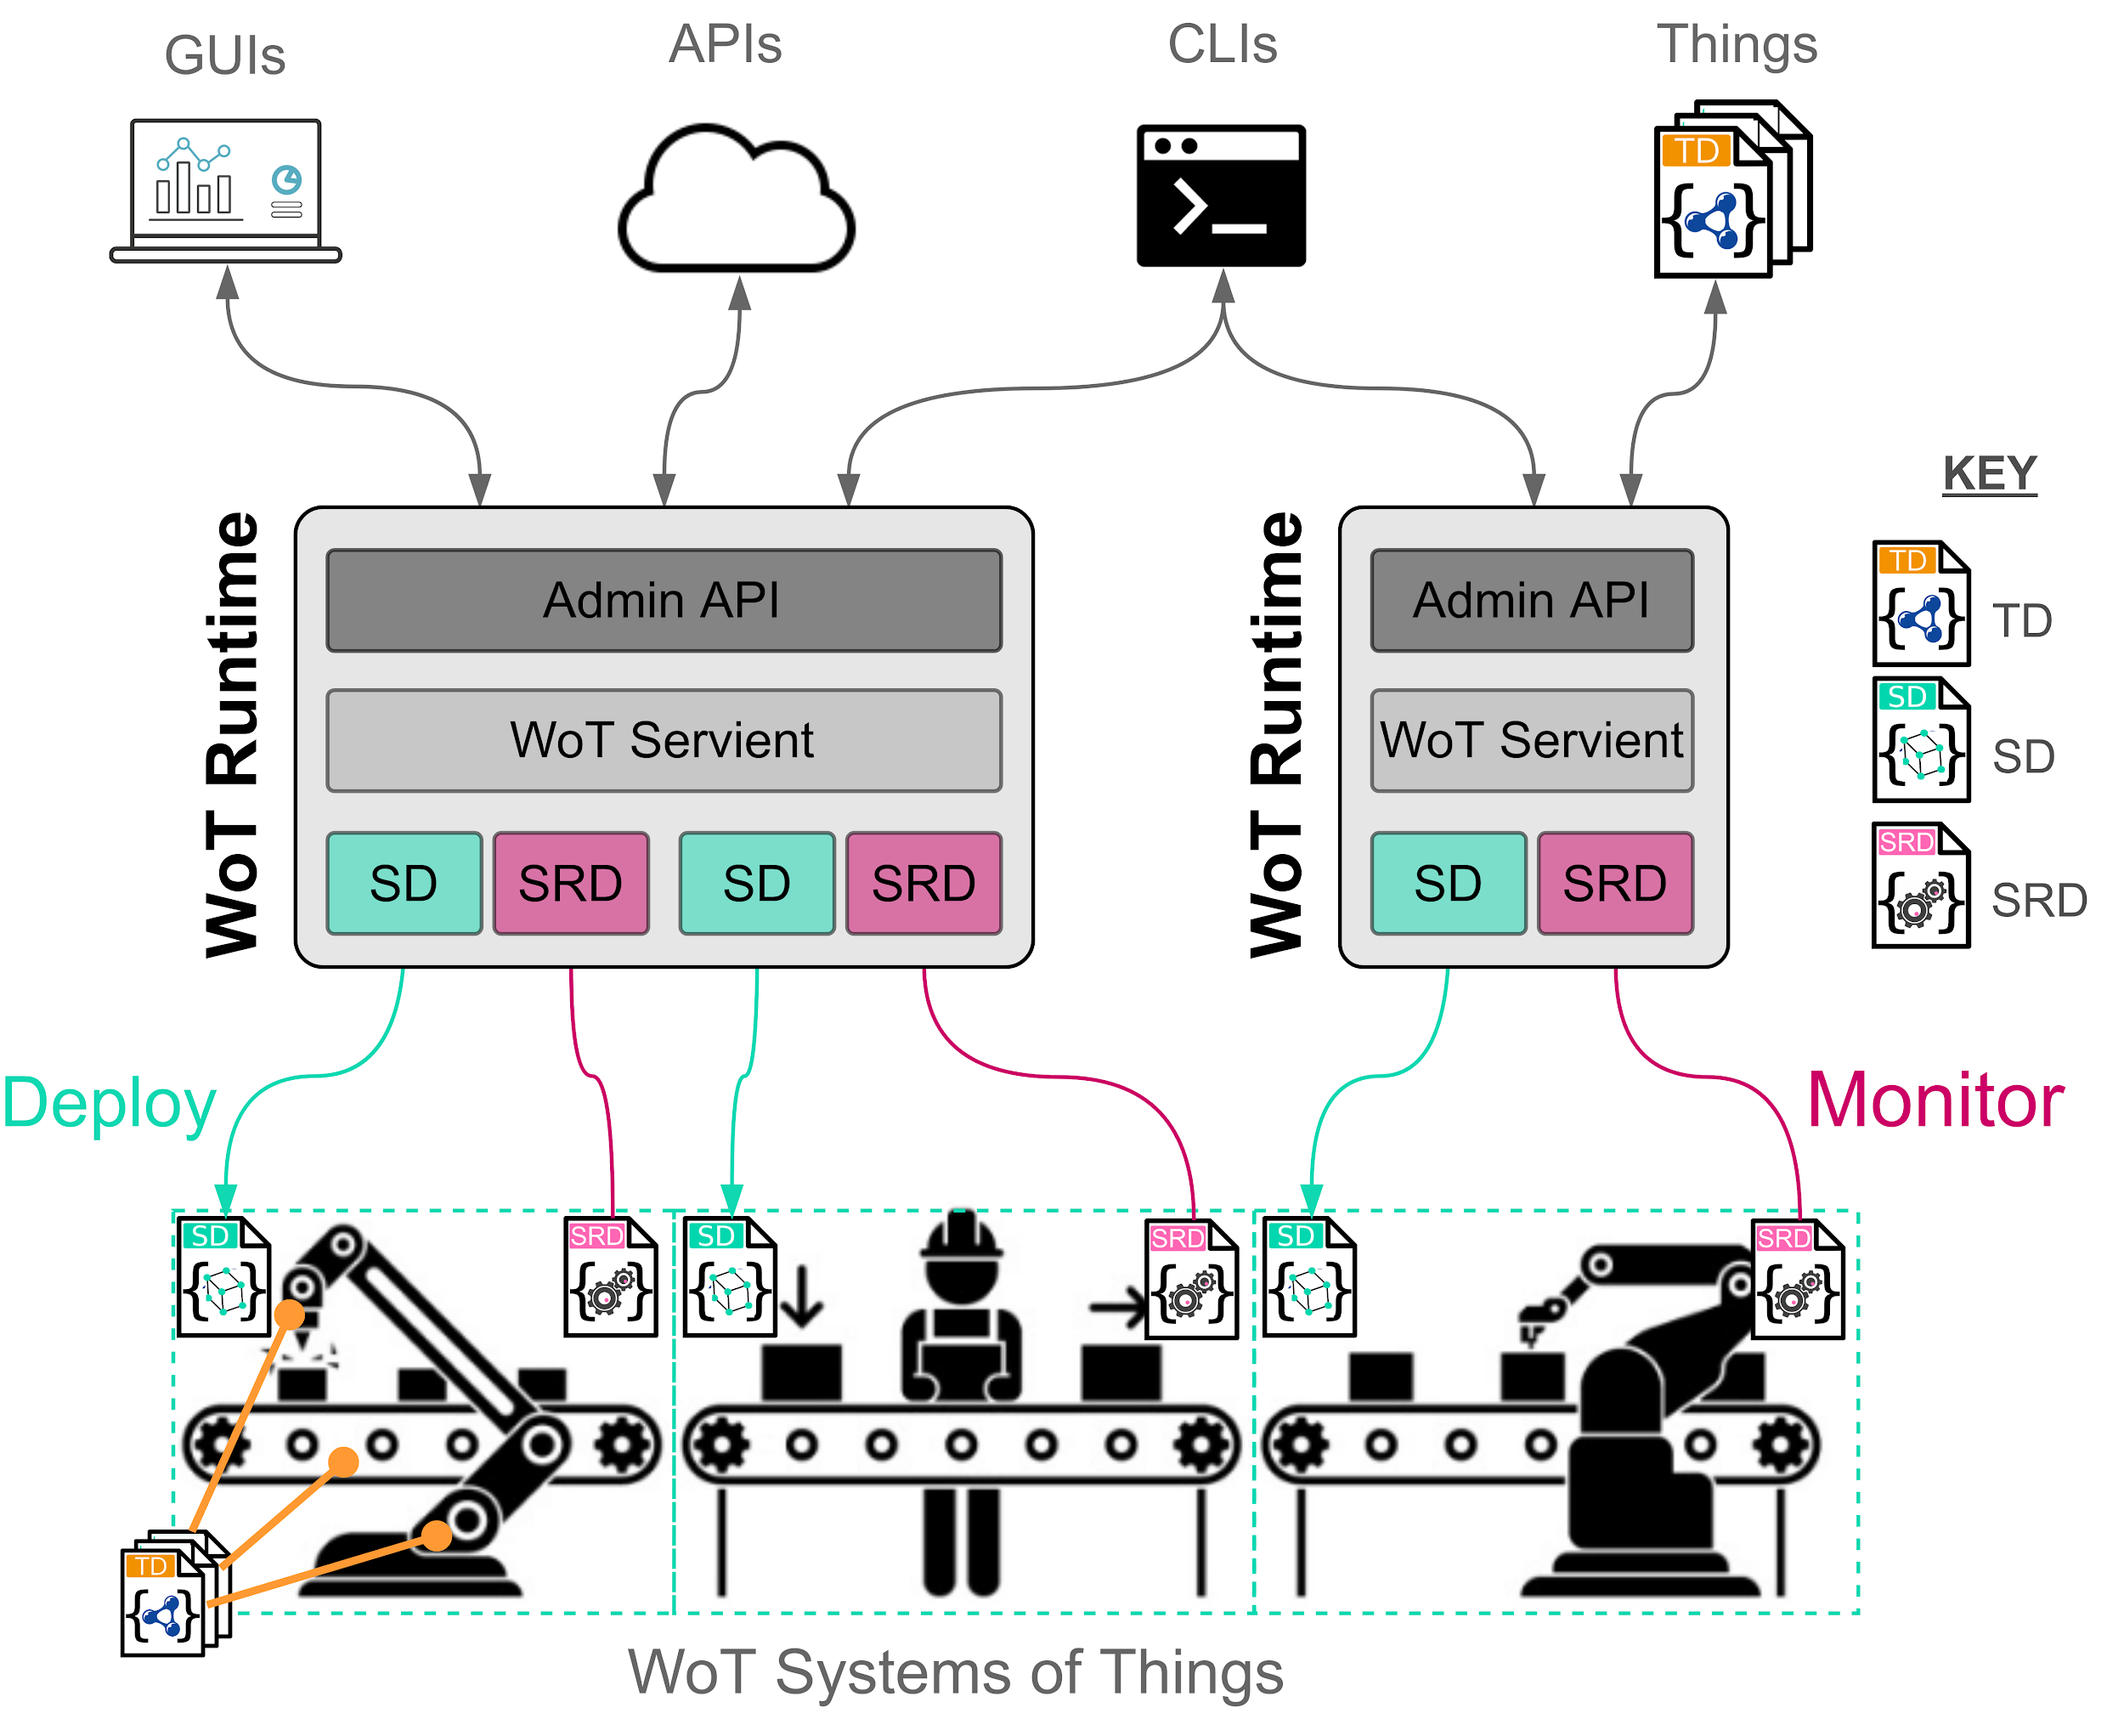 GUIs
APIs
CLIs
Things
TD
KEY
WoT Runtime
Admin API
WoT Servient
SD
SRD
SD
SRD
WoT Runtime
Admin API
WoT Servient
SD
SRD
TD
TD
SD
SD
SRD
SRD
Deploy
Monitor
SD
SRD
SD
SRD
SD
SRD
TD
WoT Systems of Things